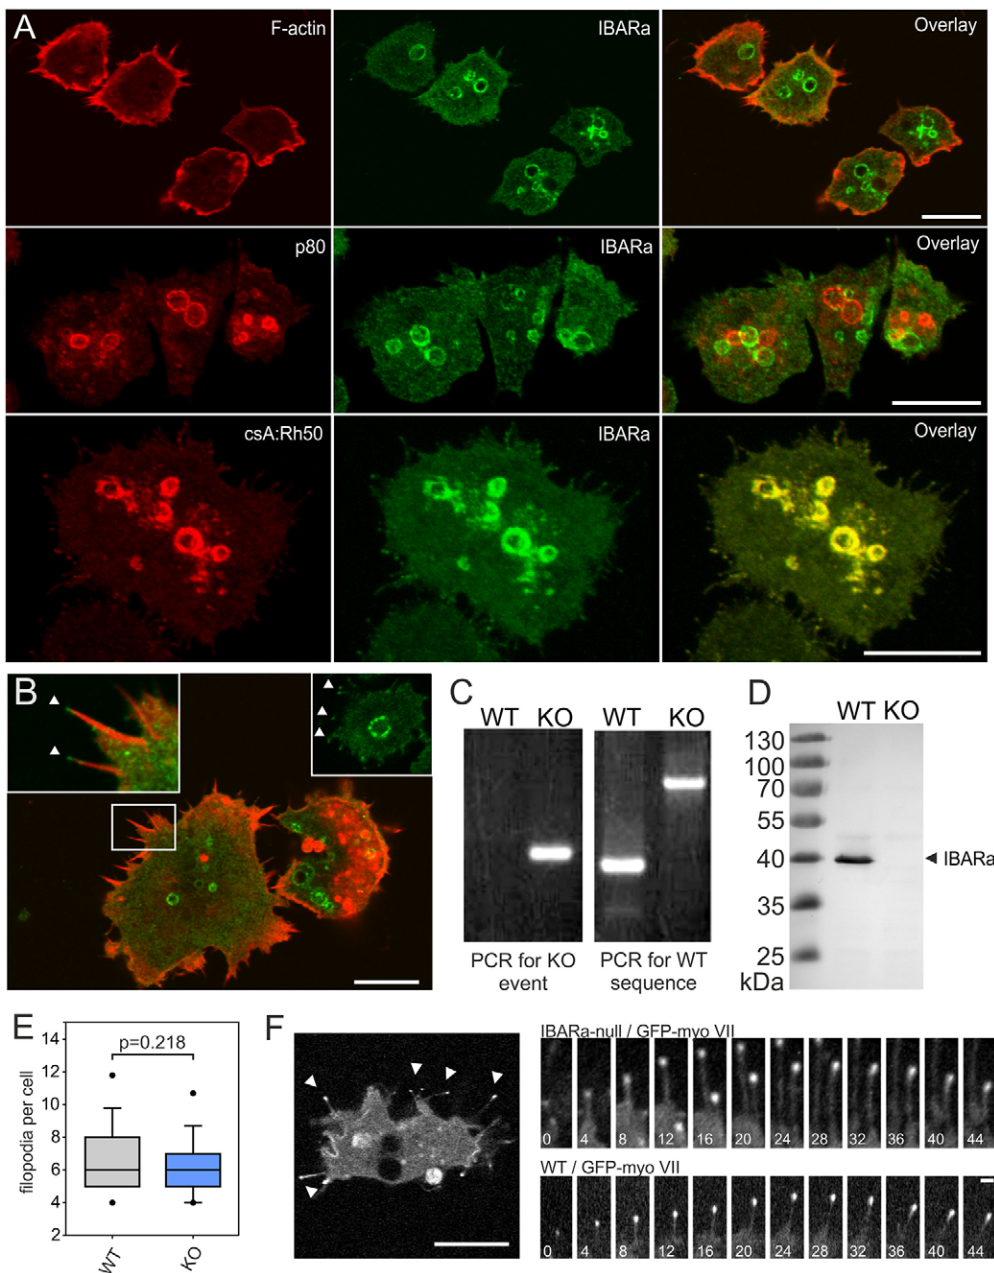 A
F-actin
IBARa
Overlay
p80
IBARa
Overlay
csA:Rh50
IBARa
Overlay
B
C
WT KO
WT KO
PCR for KO
event
PCR for WT
sequence
D
WT KO
130
100
70
55
40
35
25
kDa
IBARa
E
filopodia per cell
14
12
10
8
6
4
2
p=0.218
WT
KO
F
IBARa-null / GFP-myo VII
0 4 8 12 16 20 24 28 32 36 40 44
WT / GFP-myo VII
0 4 8 12 16 20 24 28 32 36 40 44